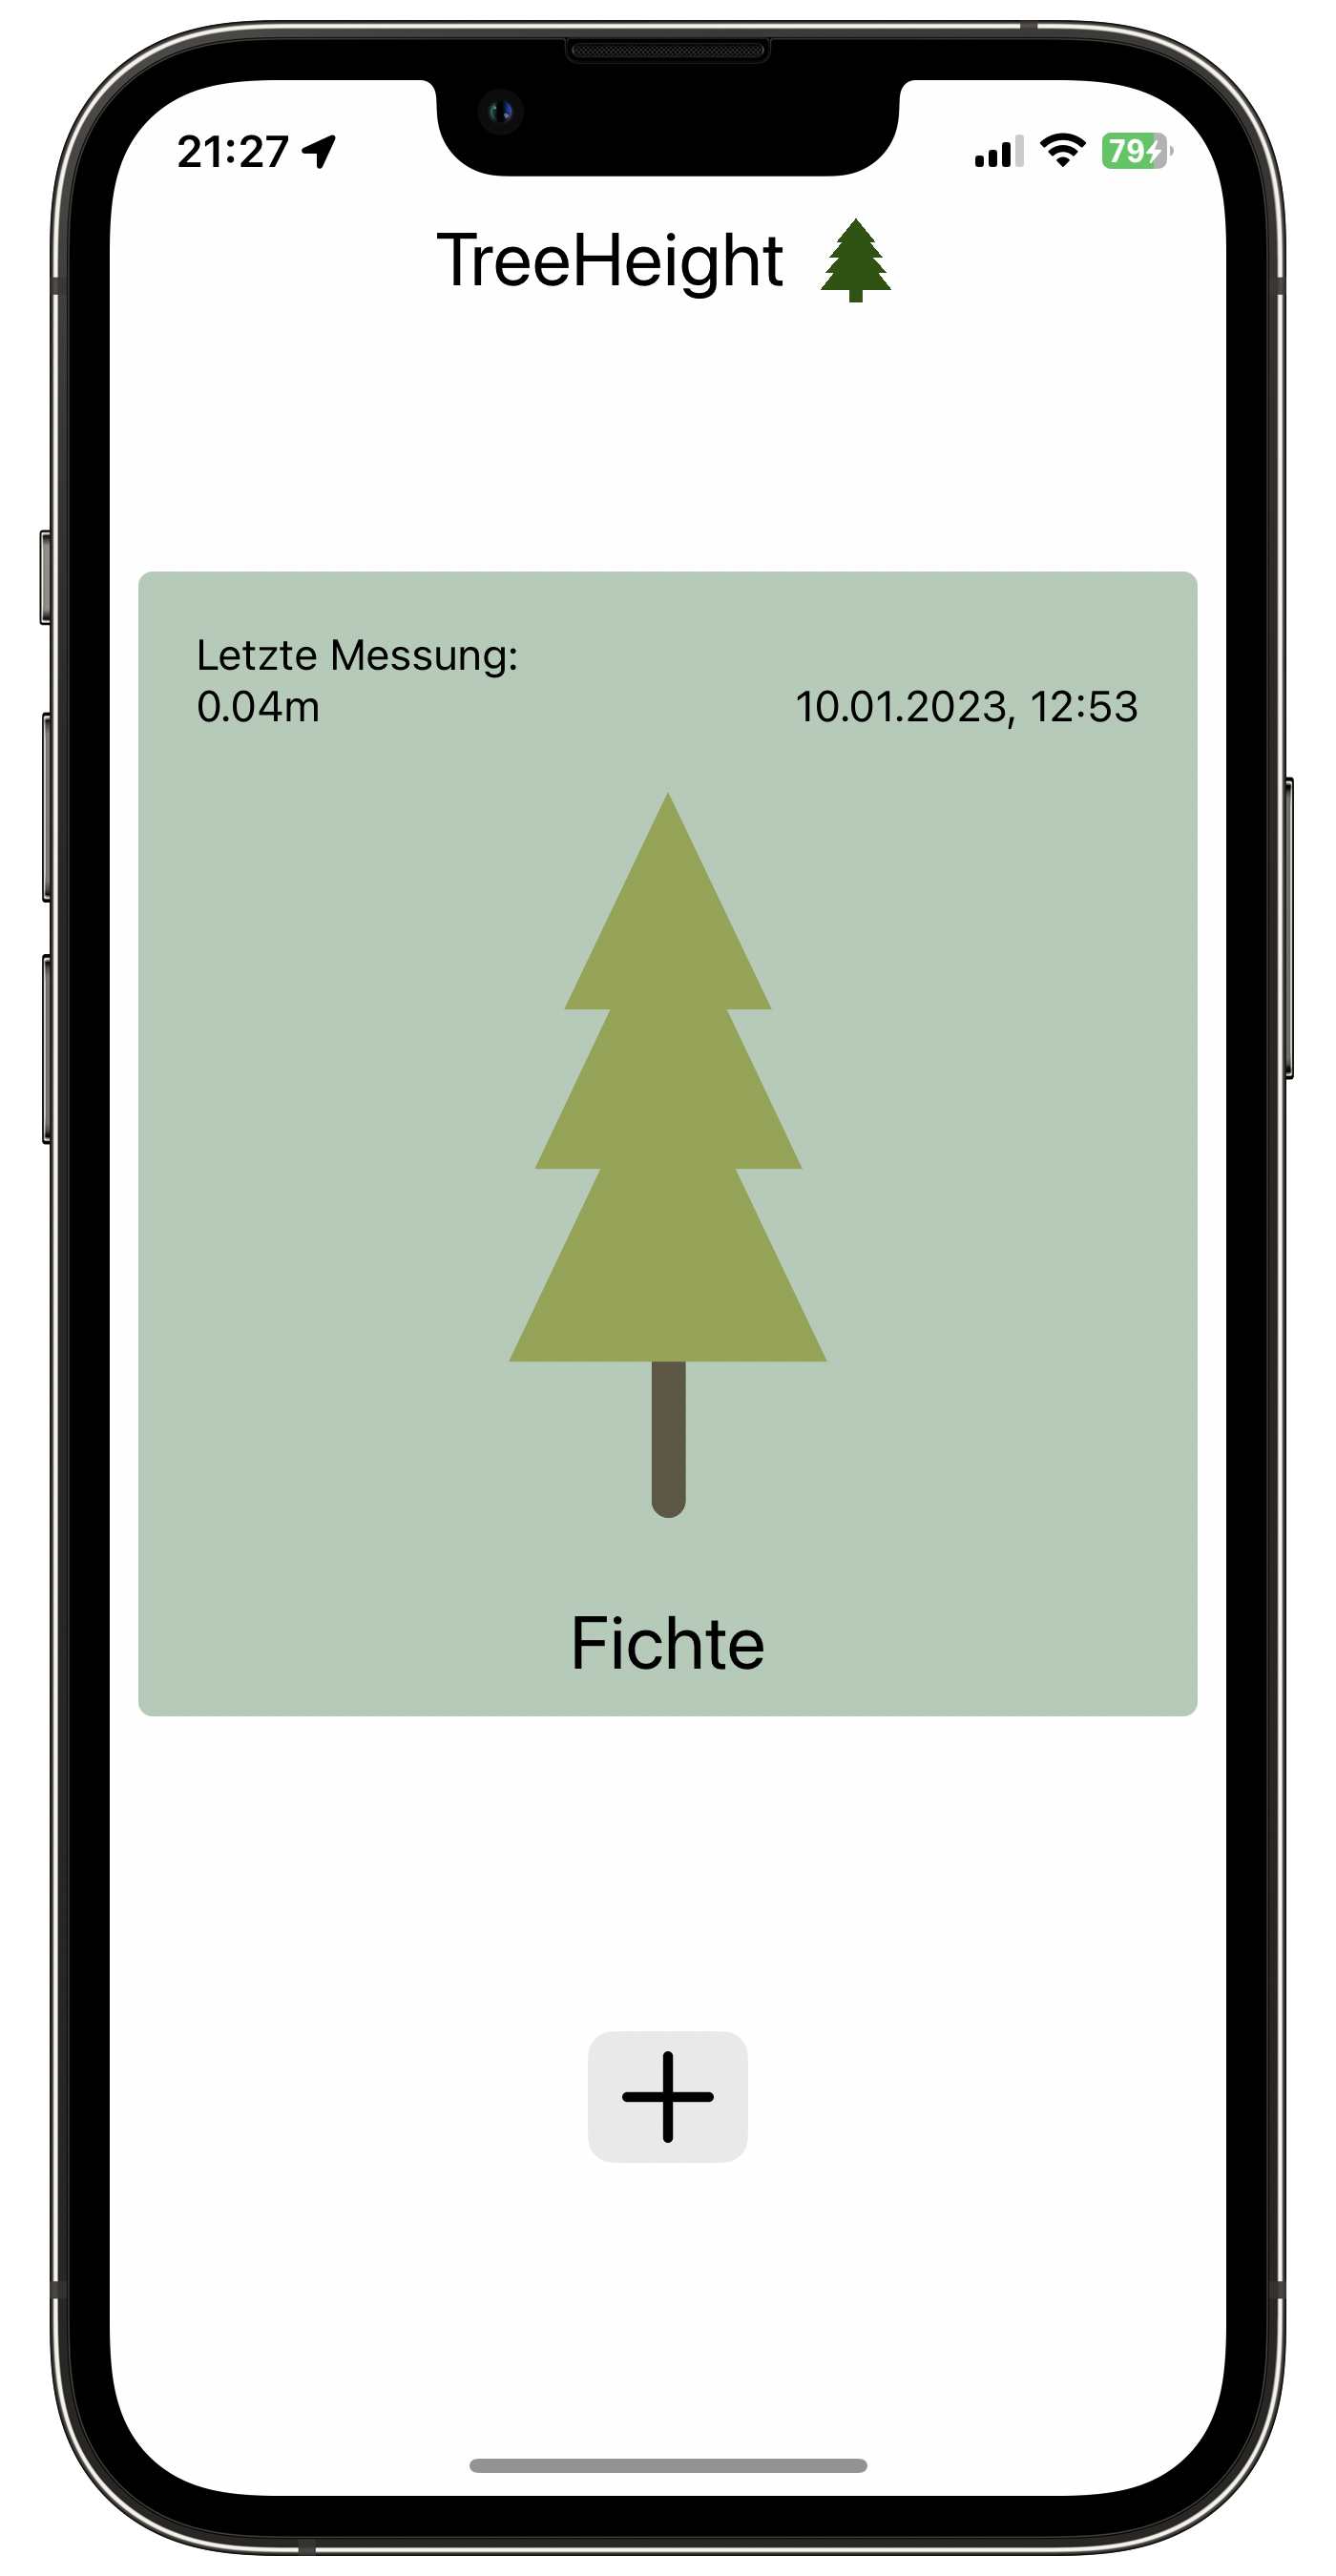 21:27
79
TreeHeight
Letzte Messung:
0.04m
10.01.2023, 12:53
Fichte